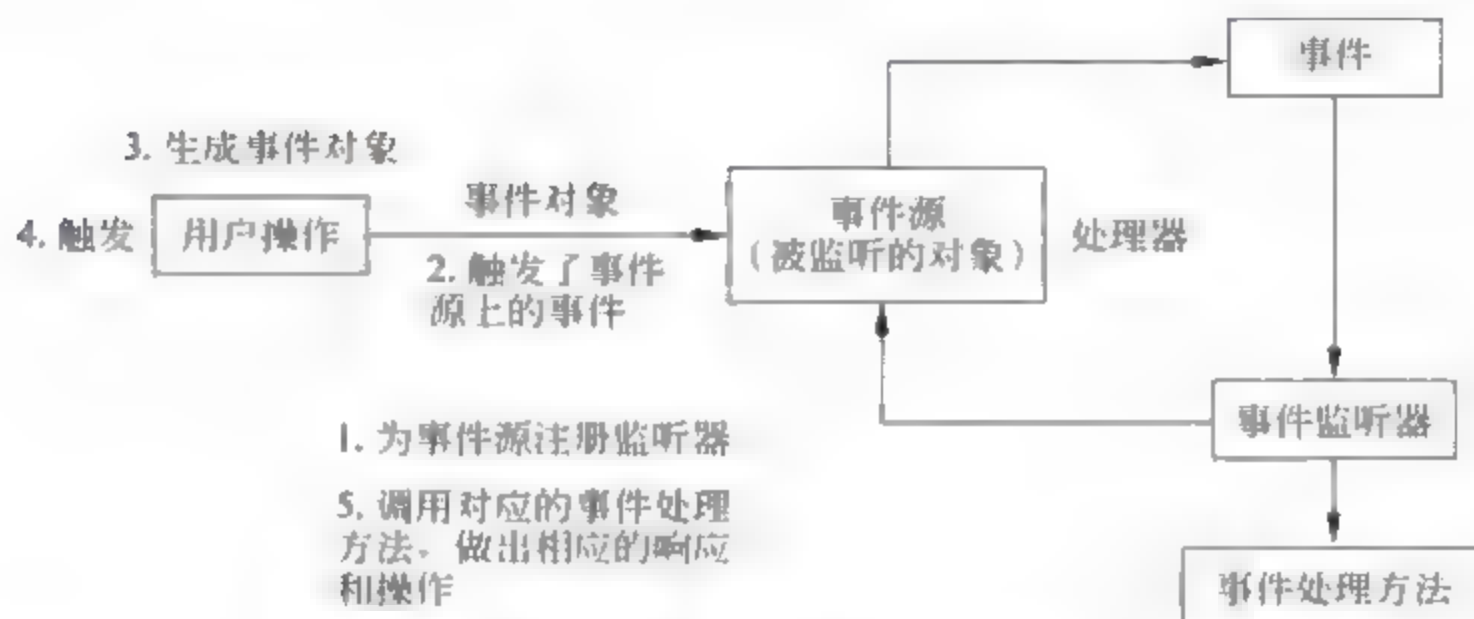 事件
3. 生成事件对象
4. 触发
用户操作
事件对象
2. 触发了事件
源上的事件
事件源
(被监听的对象)
处理器
1. 为事件源注册监听器
事件监听器
5. 调用对应的事件处理
方法，做出相应的响应
和操作
事件处理方法